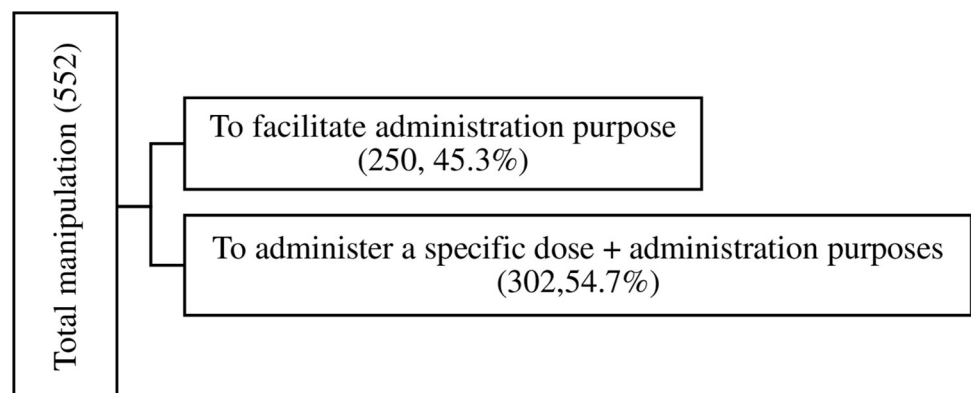 Total manipulation (552)
To facilitate administration purpose
(250, 45.3%)
To administer a specific dose + administration purposes
(302,54.7%)